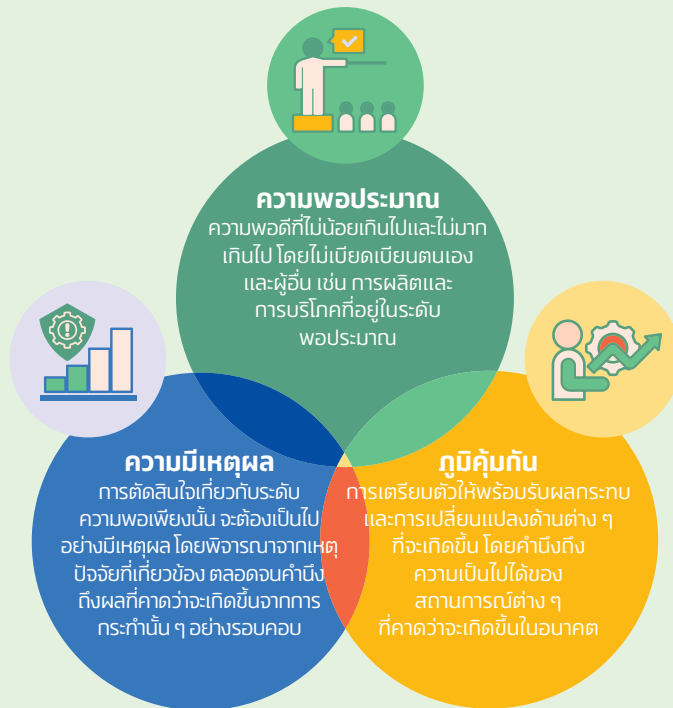 ความพอประมาณ
ความพอดีที่ไม่น้อยเกินไปและไม่มาก
เกินไป โดยไม่เบียดเบียนตนเอง
และผู้อื่น เช่น การผลิตและ
การบริโภคที่อยู่ในระดับ
พอประมาณ
ความมีเหตุผล
การตัดสินใจเกี่ยวกับระดับ
ความพอเพียงนั้น จะต้องเป็นไป
อย่างมีเหตุผล โดยพิจารณาจากเหตุ
ปัจจัยที่เกี่ยวข้อง ตลอดจนคำนึง
ถึงผลที่คาดว่าจะเกิดขึ้นจากการ
กระทำนั้น ๆ อย่างรอบคอบ
ภูมิคุ้มกัน
การเตรียมตัวให้พร้อมรับผลกระทบ
และการเปลี่ยนแปลงด้านต่าง ๆ
ที่จะเกิดขึ้น โดยคำนึงถึง
ความเป็นไปได้ของ
สถานการณ์ต่าง ๆ
ที่คาดว่าจะเกิดขึ้นในอนาคต